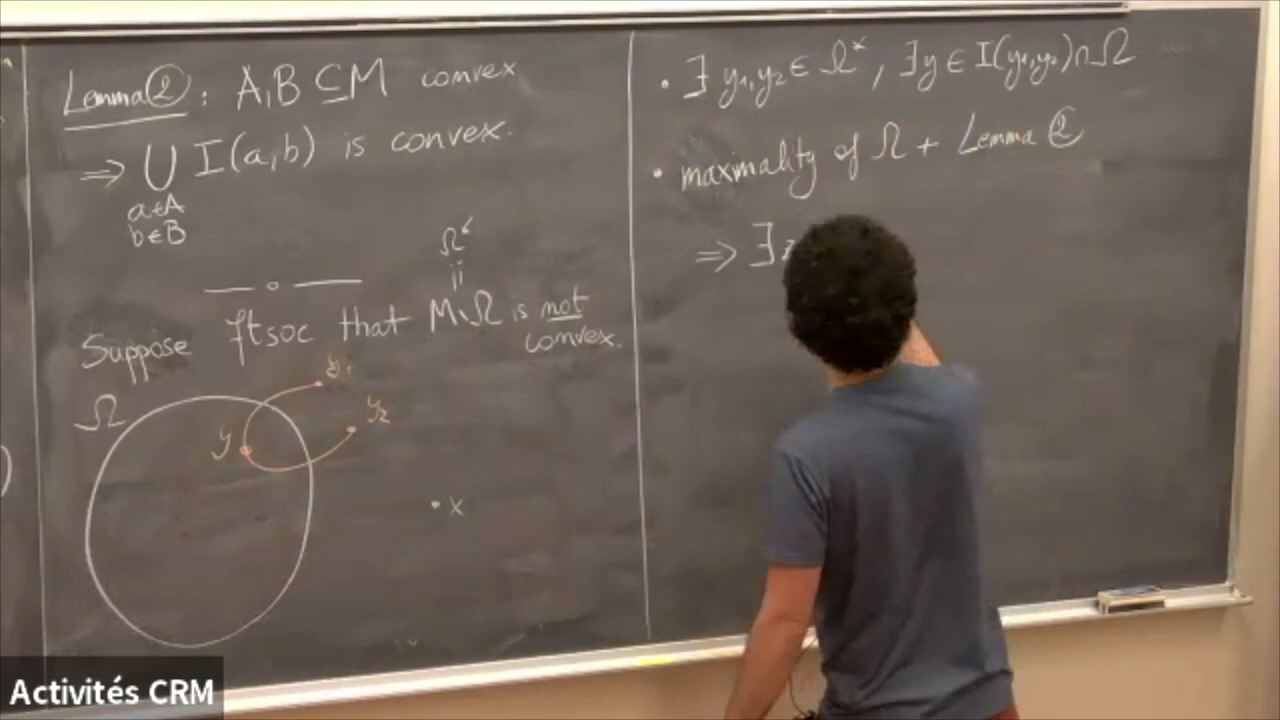 Lemma ②: A,B ⊆ M convex
⟹ ⋃ I(a,b) is convex.
a∈A
b∈B
Ω*
Suppose ftsoc that M\Ω is not
convex.
Ω
y₁
y₂
y
x
• ∃ y₁,y₂ ∈ Ω*, ∃ y ∈ I(y₁,y₂)∩Ω
• maximality of Ω + Lemma ②
⟹ ∃
Activités CRM